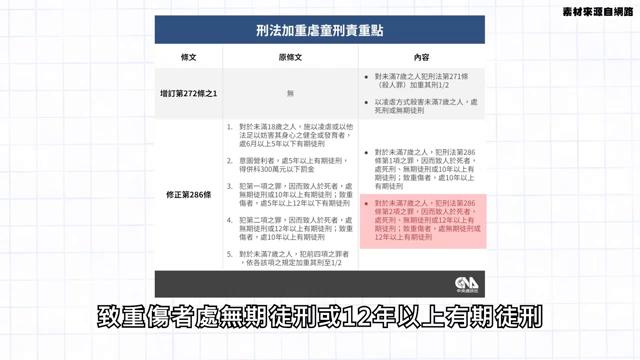 素材來源自網路
刑法加重虐童刑責重點
條文
原條文
內容
增訂第272條之1
無
對未滿7歲之人犯刑法第271條
（殺人罪）加重其刑1/2
以凌虐方式殺害未滿7歲之人，處
死刑或無期徒刑
修正第286條
1. 對於未滿18歲之人，施以凌虐或以他
法足以妨害其身心之健全或發育者，
處6月以上5年以下有期徒刑
2. 意圖營利者，處5年以上有期徒刑，
得併科300萬元以下罰金
3. 犯第一項之罪，因而致人於死者，處
無期徒刑或10年以上有期徒刑；致重
傷者，處5年以上12年以下有期徒刑
4. 犯第二項之罪，因而致人於死者，處
無期徒刑或12年以上有期徒刑；致重
傷者，處10年以上有期徒刑
5. 對於未滿7歲之人，犯前四項之罪者
，依各該項之規定加重其刑至1/2
對於未滿7歲之人，犯刑法第286
條第1項之罪，因而致人於死者，
處死刑、無期徒刑或10年以上有
期徒刑；致重傷者，處10年以上
有期徒刑
對於未滿7歲之人，犯刑法第286
條第2項之罪，因而致人於死者，
處死刑、無期徒刑或12年以上有
期徒刑；致重傷者，處無期徒刑或
12年以上有期徒刑
CNA
中央通訊社
致重傷者處無期徒刑或12年以上有期徒刑